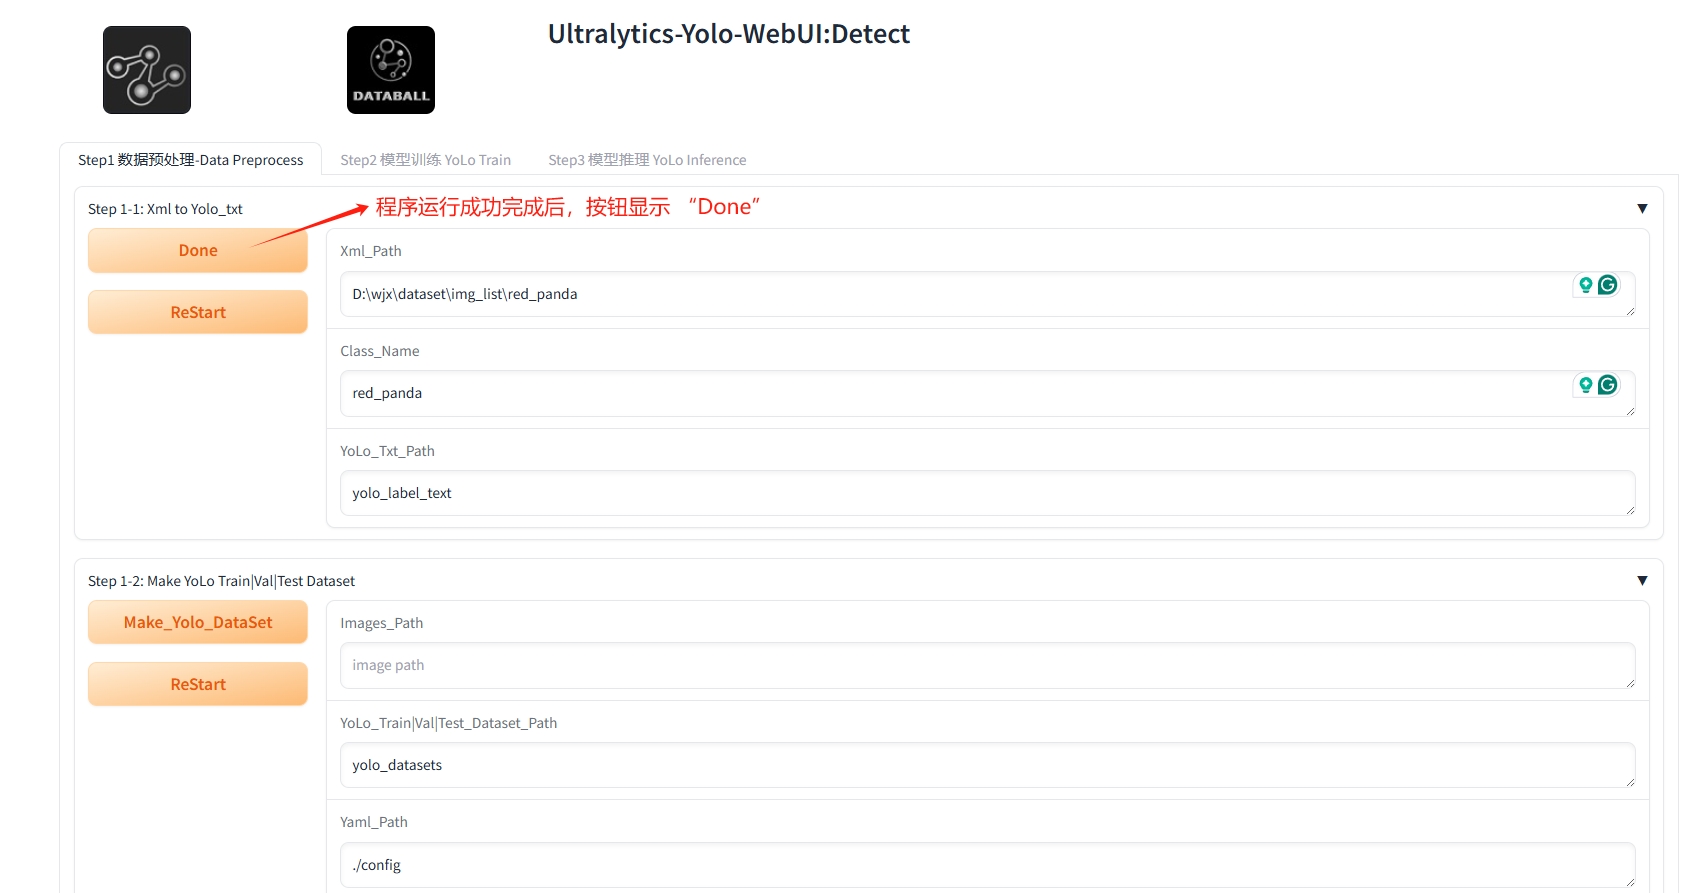 Ultralytics-Yolo-WebUI:Detect
DATABALL
Step1 数据预处理-Data Preprocess
Step2 模型训练 YoLo Train
Step3 模型推理 YoLo Inference
Step 1-1: Xml to Yolo_txt
程序运行成功完成后，按钮显示 “Done”
▼
Done
ReStart
Xml_Path
D:\wjx\dataset\img_list\red_panda
Class_Name
red_panda
YoLo_Txt_Path
yolo_label_text
Step 1-2: Make YoLo Train|Val|Test Dataset
▼
Make_Yolo_DataSet
ReStart
Images_Path
image path
YoLo_Train|Val|Test_Dataset_Path
yolo_datasets
Yaml_Path
./config